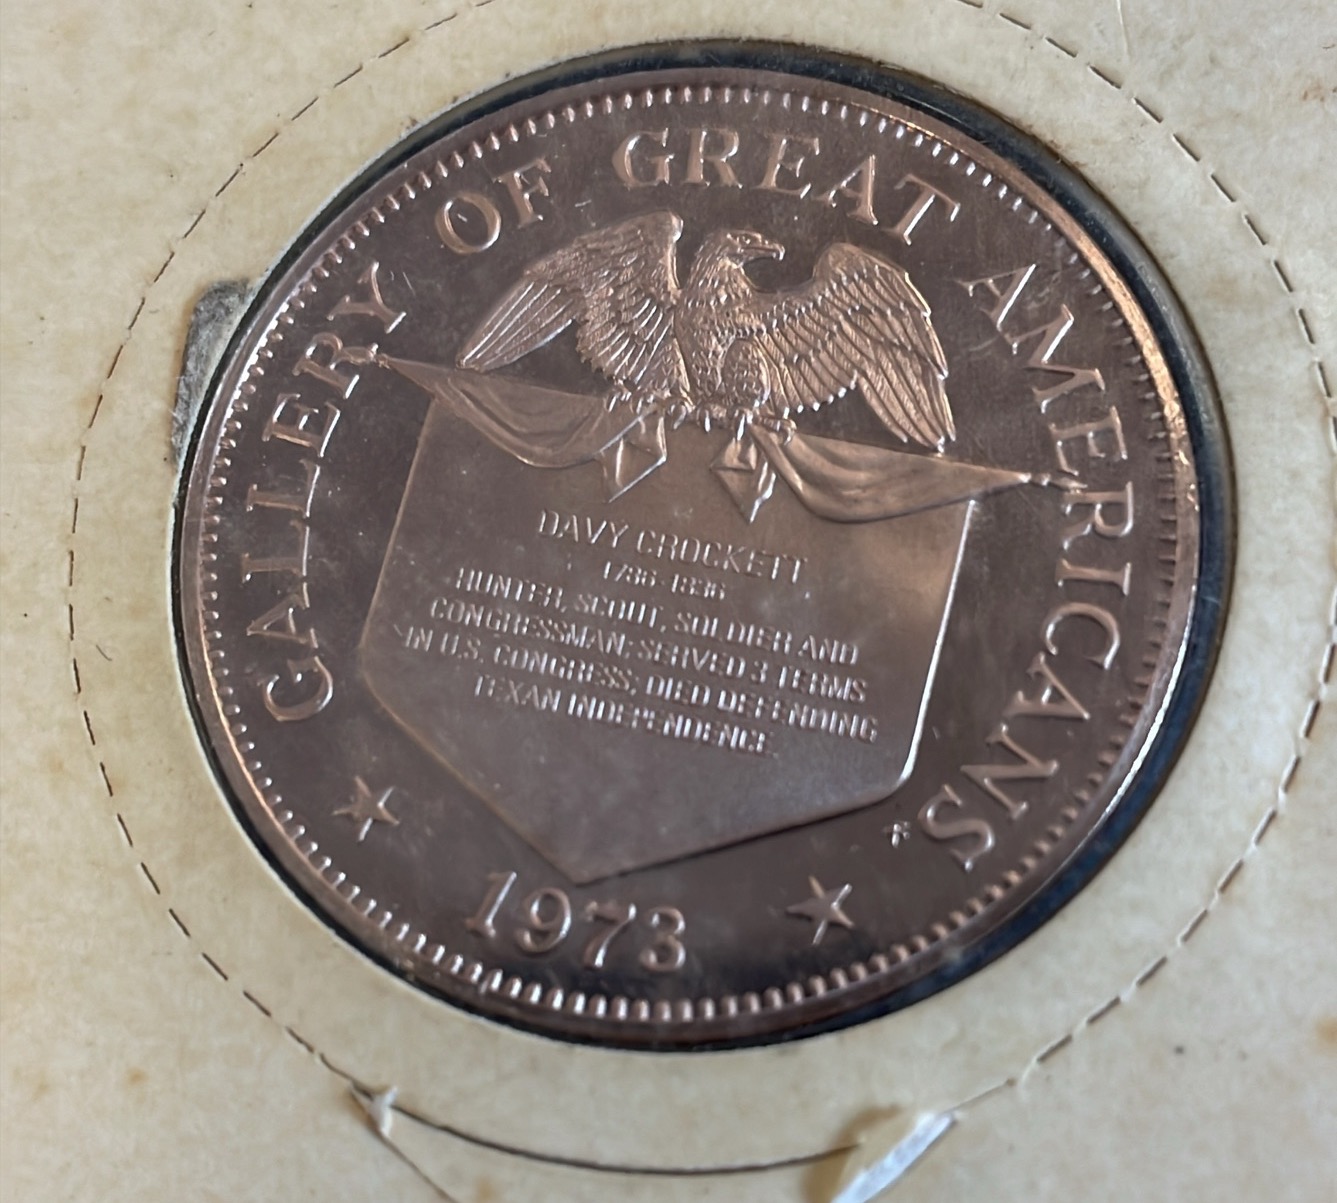 GALLERY OF GREAT AMERICANS
DAVY CROCKETT
1786-1836
HUNTER, SCOUT, SOLDIER AND
CONGRESSMAN; SERVED 3 TERMS
IN U.S. CONGRESS; DIED DEFENDING
TEXAN INDEPENDENCE
1973